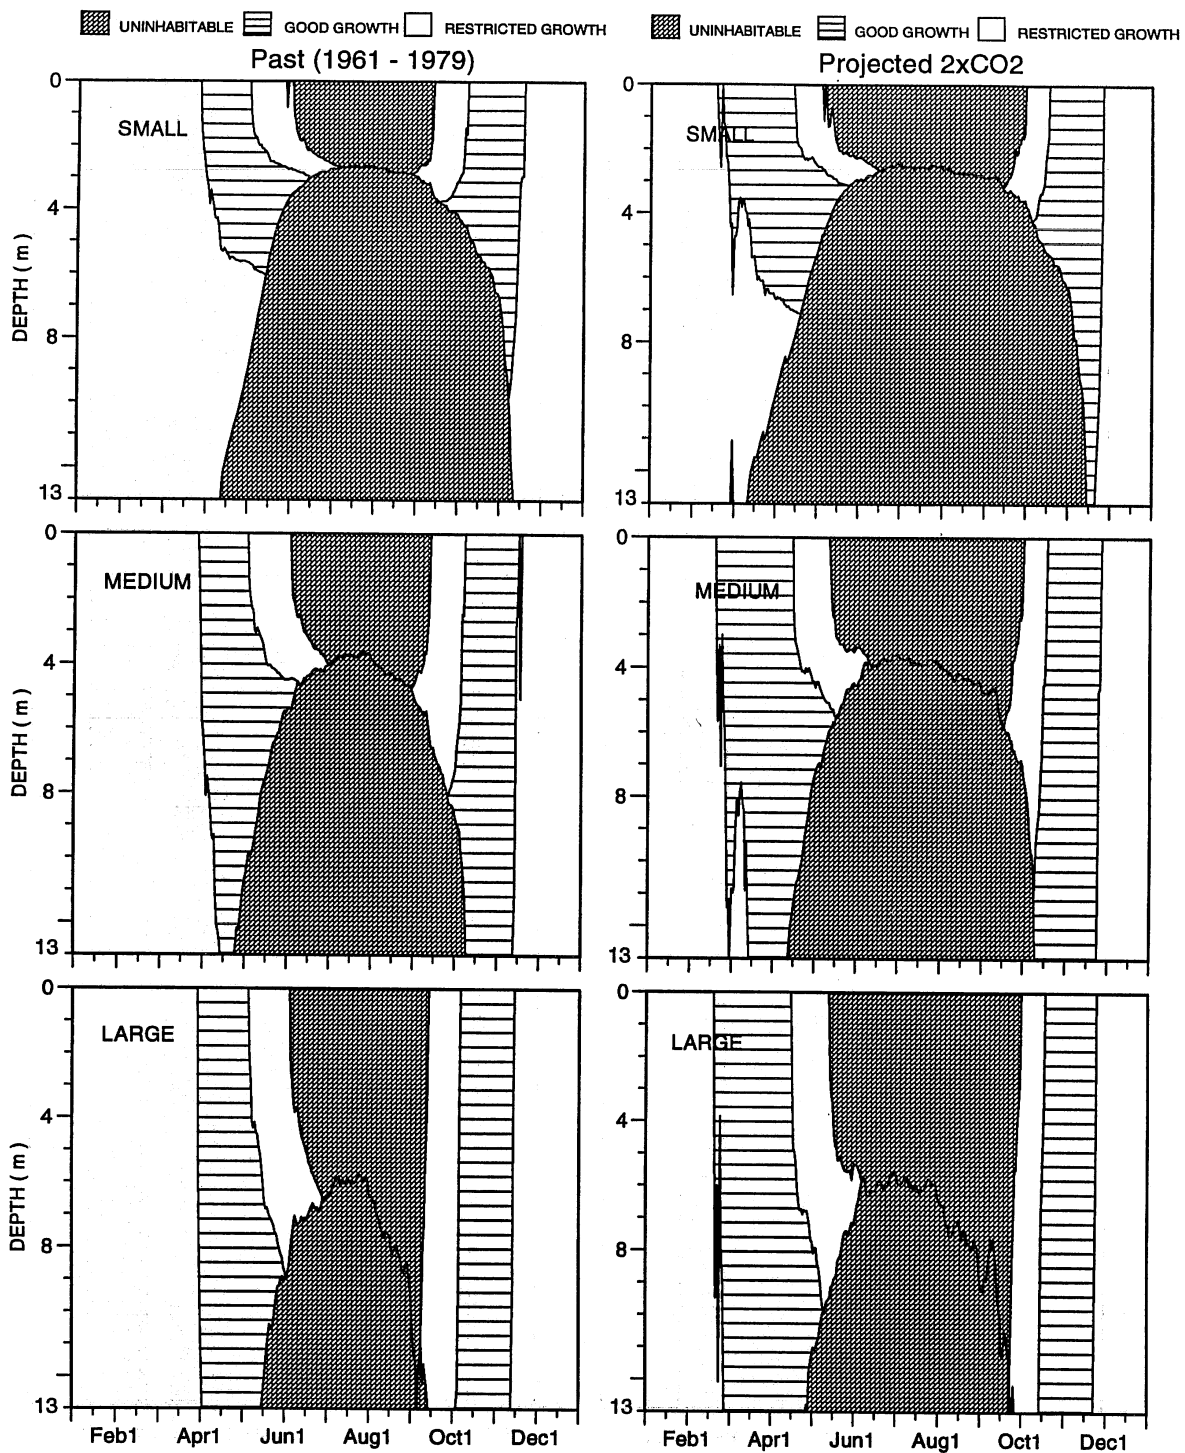 UNINHABITABLE GOOD GROWTH RESTRICTED GROWTH UNINHABITABLE GOOD GROWTH RESTRICTED GROWTH
Past (1961 - 1979) Projected 2xCO2
0 0
SMALL SMALL
4 4
DEPTH ( m )
8 8
13 13
0 0
MEDIUM MEDIUM
4 4
DEPTH ( m )
8 8
13 13
0 0
LARGE LARGE
4 4
DEPTH ( m )
8 8
13 13
Feb1 Apr1 Jun1 Aug1 Oct1 Dec1 Feb1 Apr1 Jun1 Aug1 Oct1 Dec1